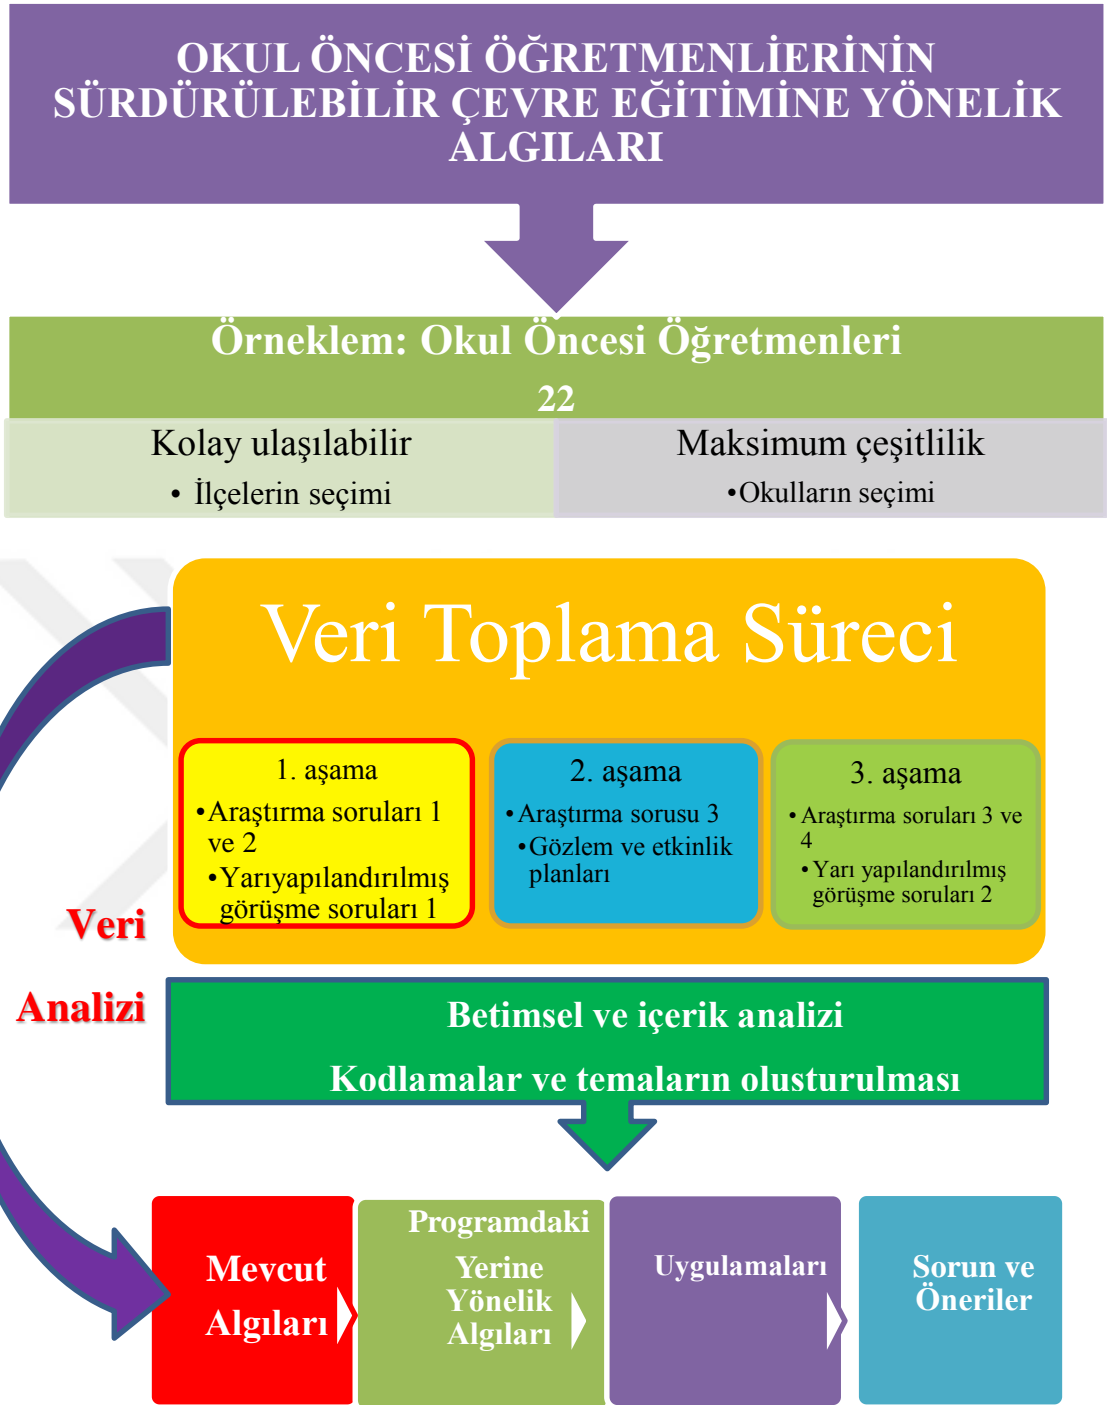 OKUL ÖNCESİ ÖĞRETMENLİERİNİN
SÜRDÜRÜLEBİLİR ÇEVRE EĞİTİMİNE YÖNELİK
ALGILARI
Örneklem: Okul Öncesi Öğretmenleri
22
Kolay ulaşılabilir
• İlçelerin seçimi
Maksimum çeşitlilik
•Okulların seçimi
Veri Toplama Süreci
1. aşama
•Araştırma soruları 1
ve 2
•Yarıyapılandırılmış
görüşme soruları 1
2. aşama
•Araştırma sorusu 3
•Gözlem ve etkinlik
planları
3. aşama
•Araştırma soruları 3 ve
4
•Yarı yapılandırılmış
görüşme soruları 2
Veri
Analizi
Betimsel ve içerik analizi
Kodlamalar ve temaların olusturulması
Mevcut
Algıları
Programdaki
Yerine
Yönelik
Algıları
Uygulamaları
Sorun ve
Öneriler